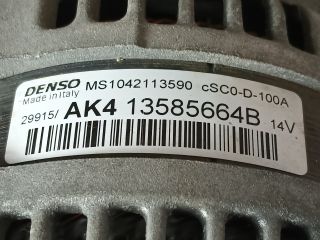 DENSO MS1042113590 cSC0-D-100A
Made in Italy
29915/ AK4 13585664B 14V